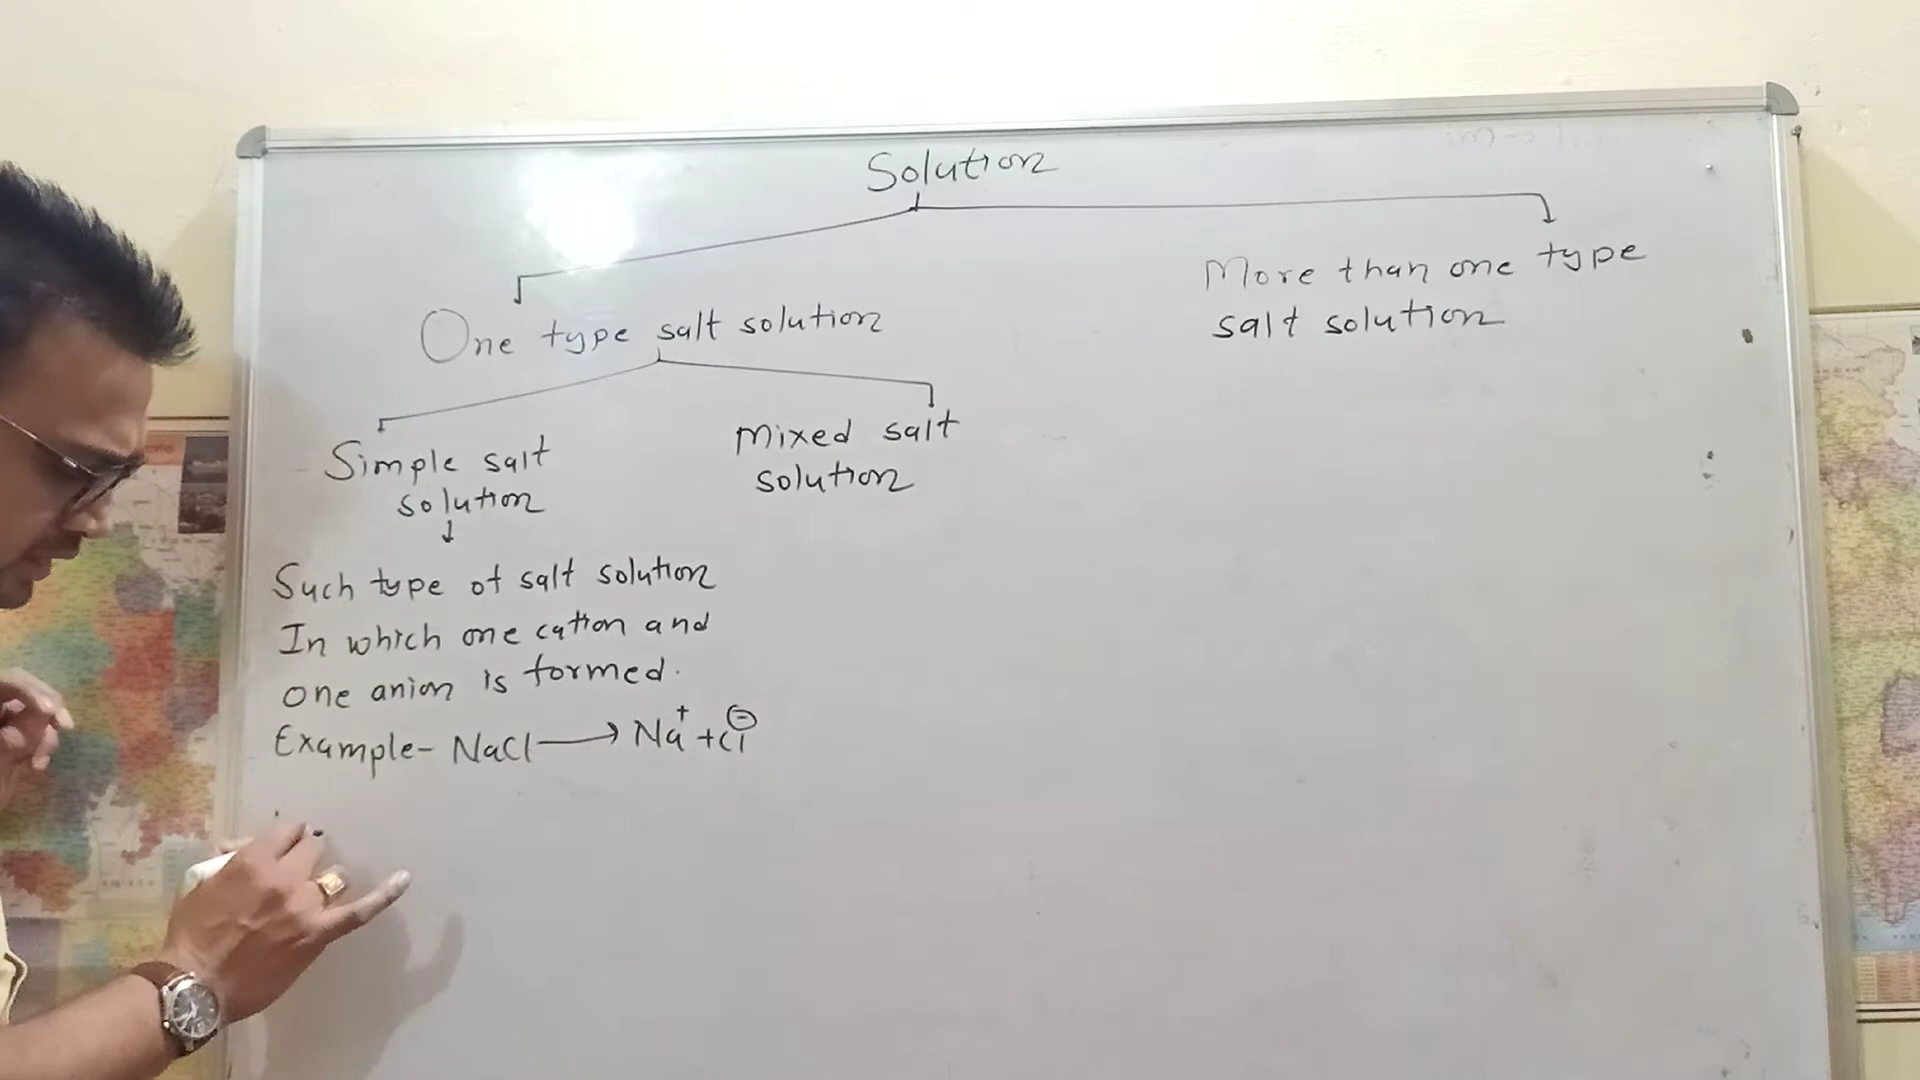 Solution
One type salt solution
More than one type
salt solution
Simple salt
solution
Mixed salt
solution
Such type of salt solution
In which one cation and
one anion is formed.
Example- NaCl ⟶ Na⁺ + Cl⊖